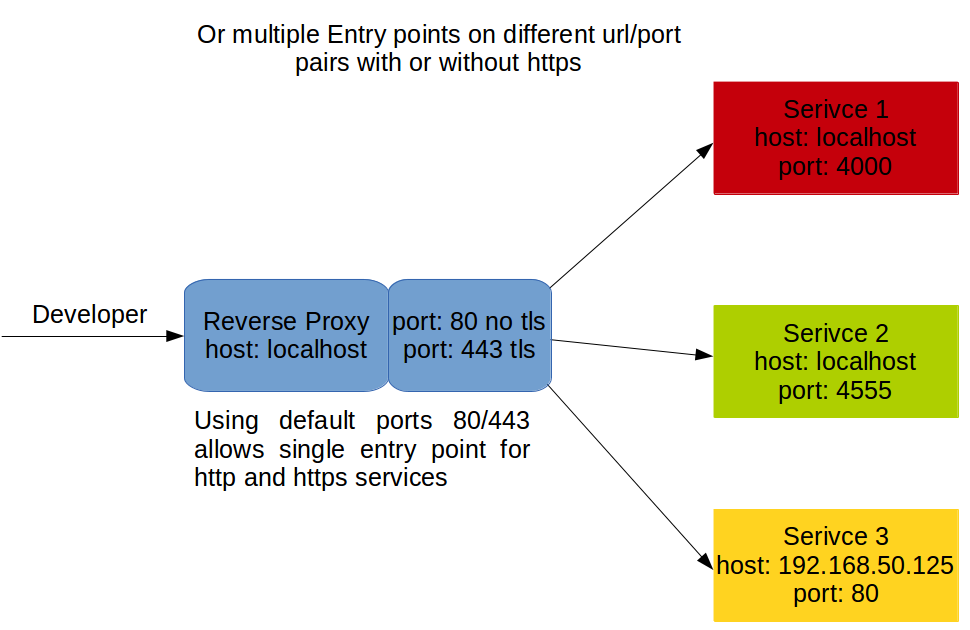 Or multiple Entry points on different url/port
pairs with or without https
Serivce 1
host: localhost
port: 4000
Developer
Reverse Proxy
host: localhost
port: 80 no tls
port: 443 tls
Using default ports 80/443
allows single entry point for
http and https services
Serivce 2
host: localhost
port: 4555
Serivce 3
host: 192.168.50.125
port: 80